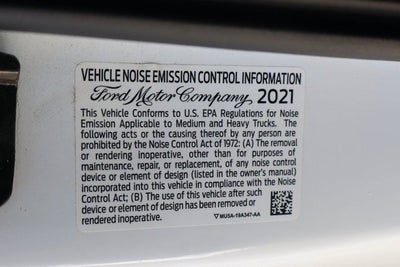 VEHICLE NOISE EMISSION CONTROL INFORMATION
Ford Motor Company 2021
This Vehicle Conforms to U.S. EPA Regulations for Noise
Emission Applicable to Medium and Heavy Trucks. The
following acts or the causing thereof by any person are
prohibited by the Noise Control Act of 1972: (A) The removal
or rendering inoperative, other than for purposes of
maintenance, repair, or replacement, of any noise control
device or element of design (listed in the owner's manual)
incorporated into this vehicle in compliance with the Noise
Control Act; (B) The use of this vehicle after such
device or element of design has been removed or
rendered inoperative.
MU5A-19A347-AA